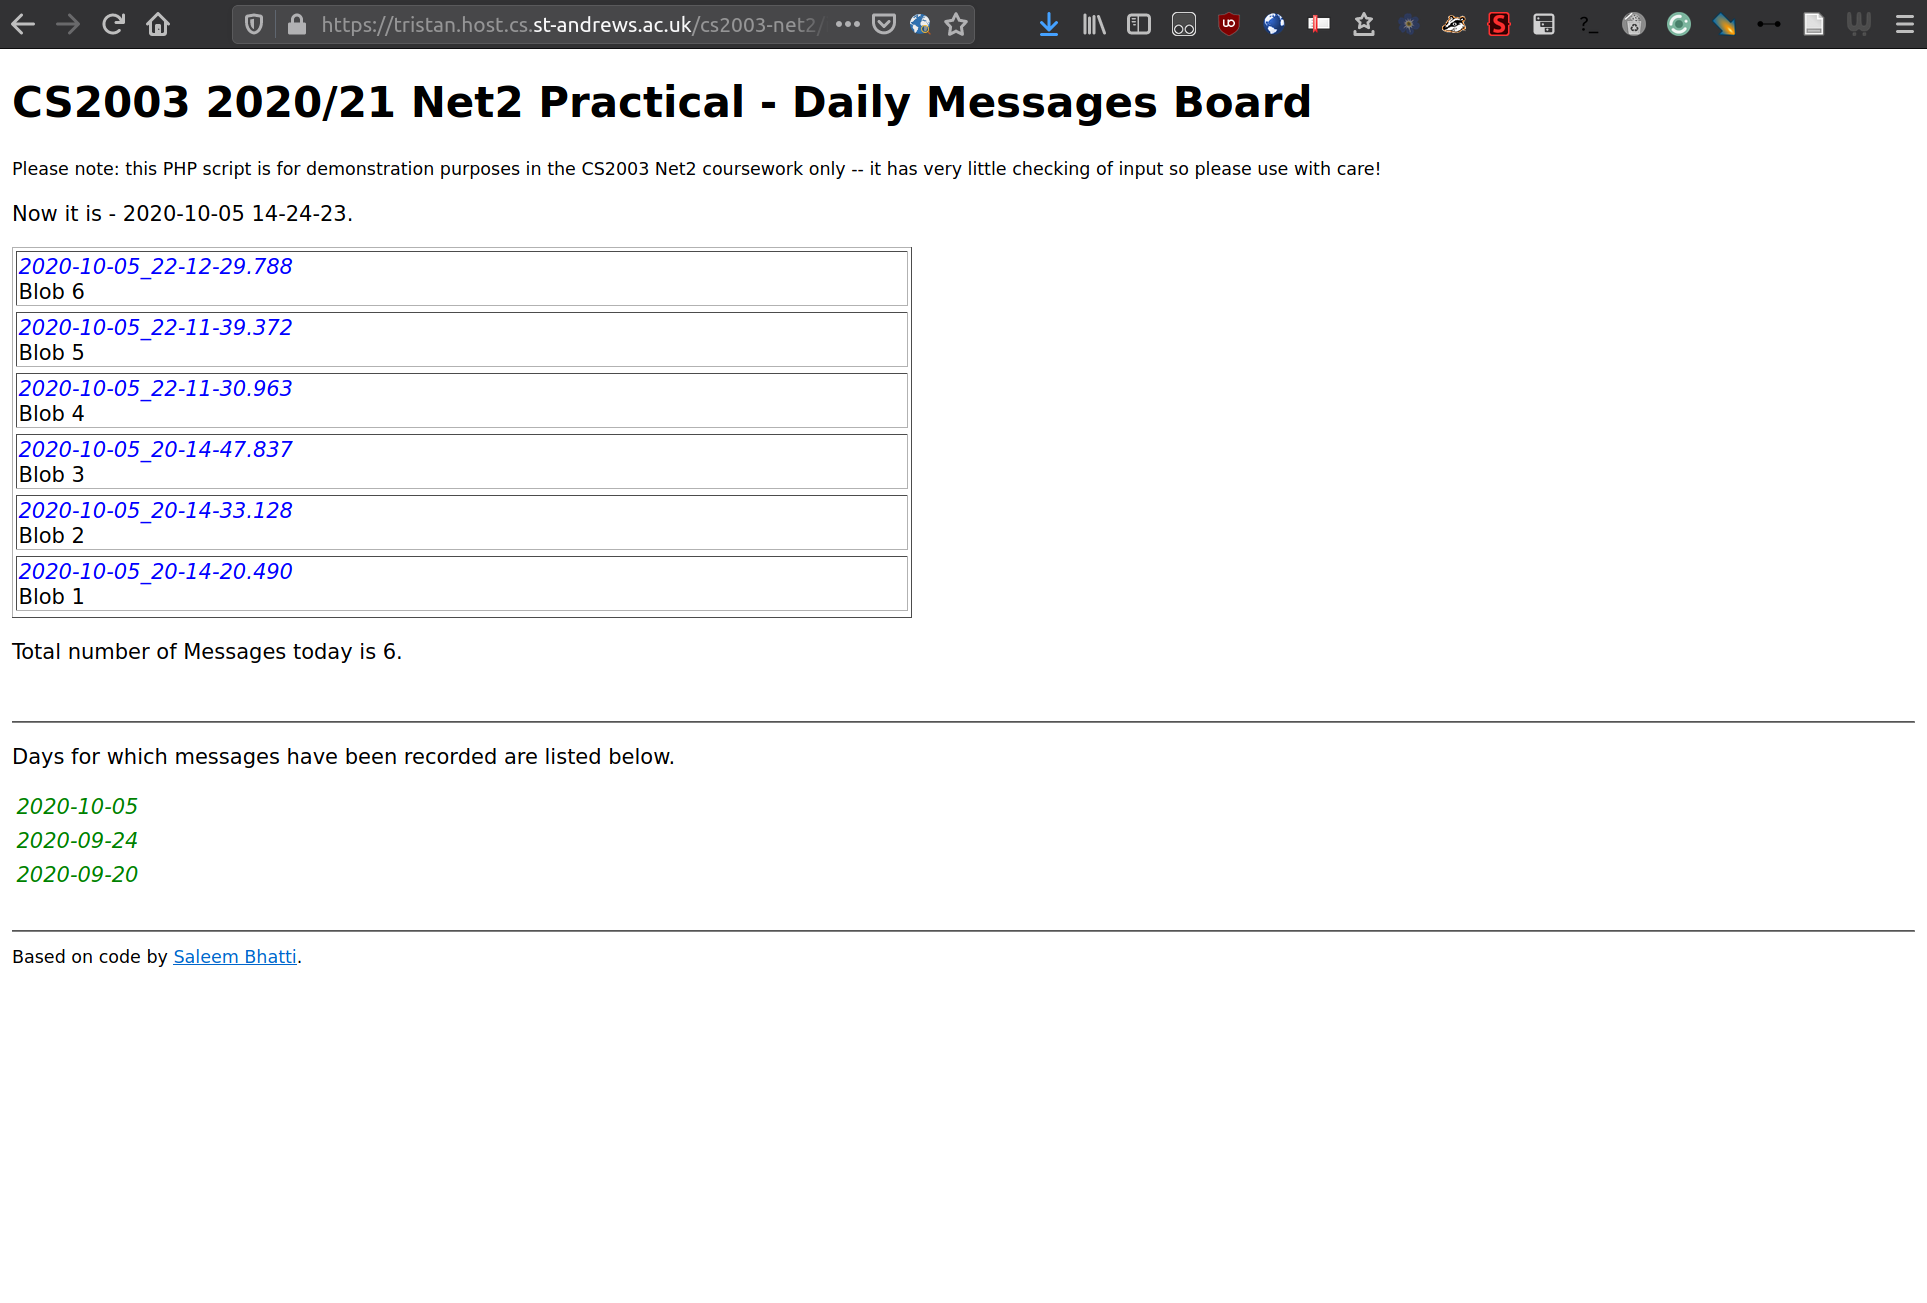 https://tristan.host.cs.st-andrews.ac.uk/cs2003-net2/
CS2003 2020/21 Net2 Practical - Daily Messages Board
Please note: this PHP script is for demonstration purposes in the CS2003 Net2 coursework only -- it has very little checking of input so please use with care!
Now it is - 2020-10-05 14-24-23.
2020-10-05_22-12-29.788
Blob 6
2020-10-05_22-11-39.372
Blob 5
2020-10-05_22-11-30.963
Blob 4
2020-10-05_20-14-47.837
Blob 3
2020-10-05_20-14-33.128
Blob 2
2020-10-05_20-14-20.490
Blob 1
Total number of Messages today is 6.
Days for which messages have been recorded are listed below.
2020-10-05
2020-09-24
2020-09-20
Based on code by Saleem Bhatti.